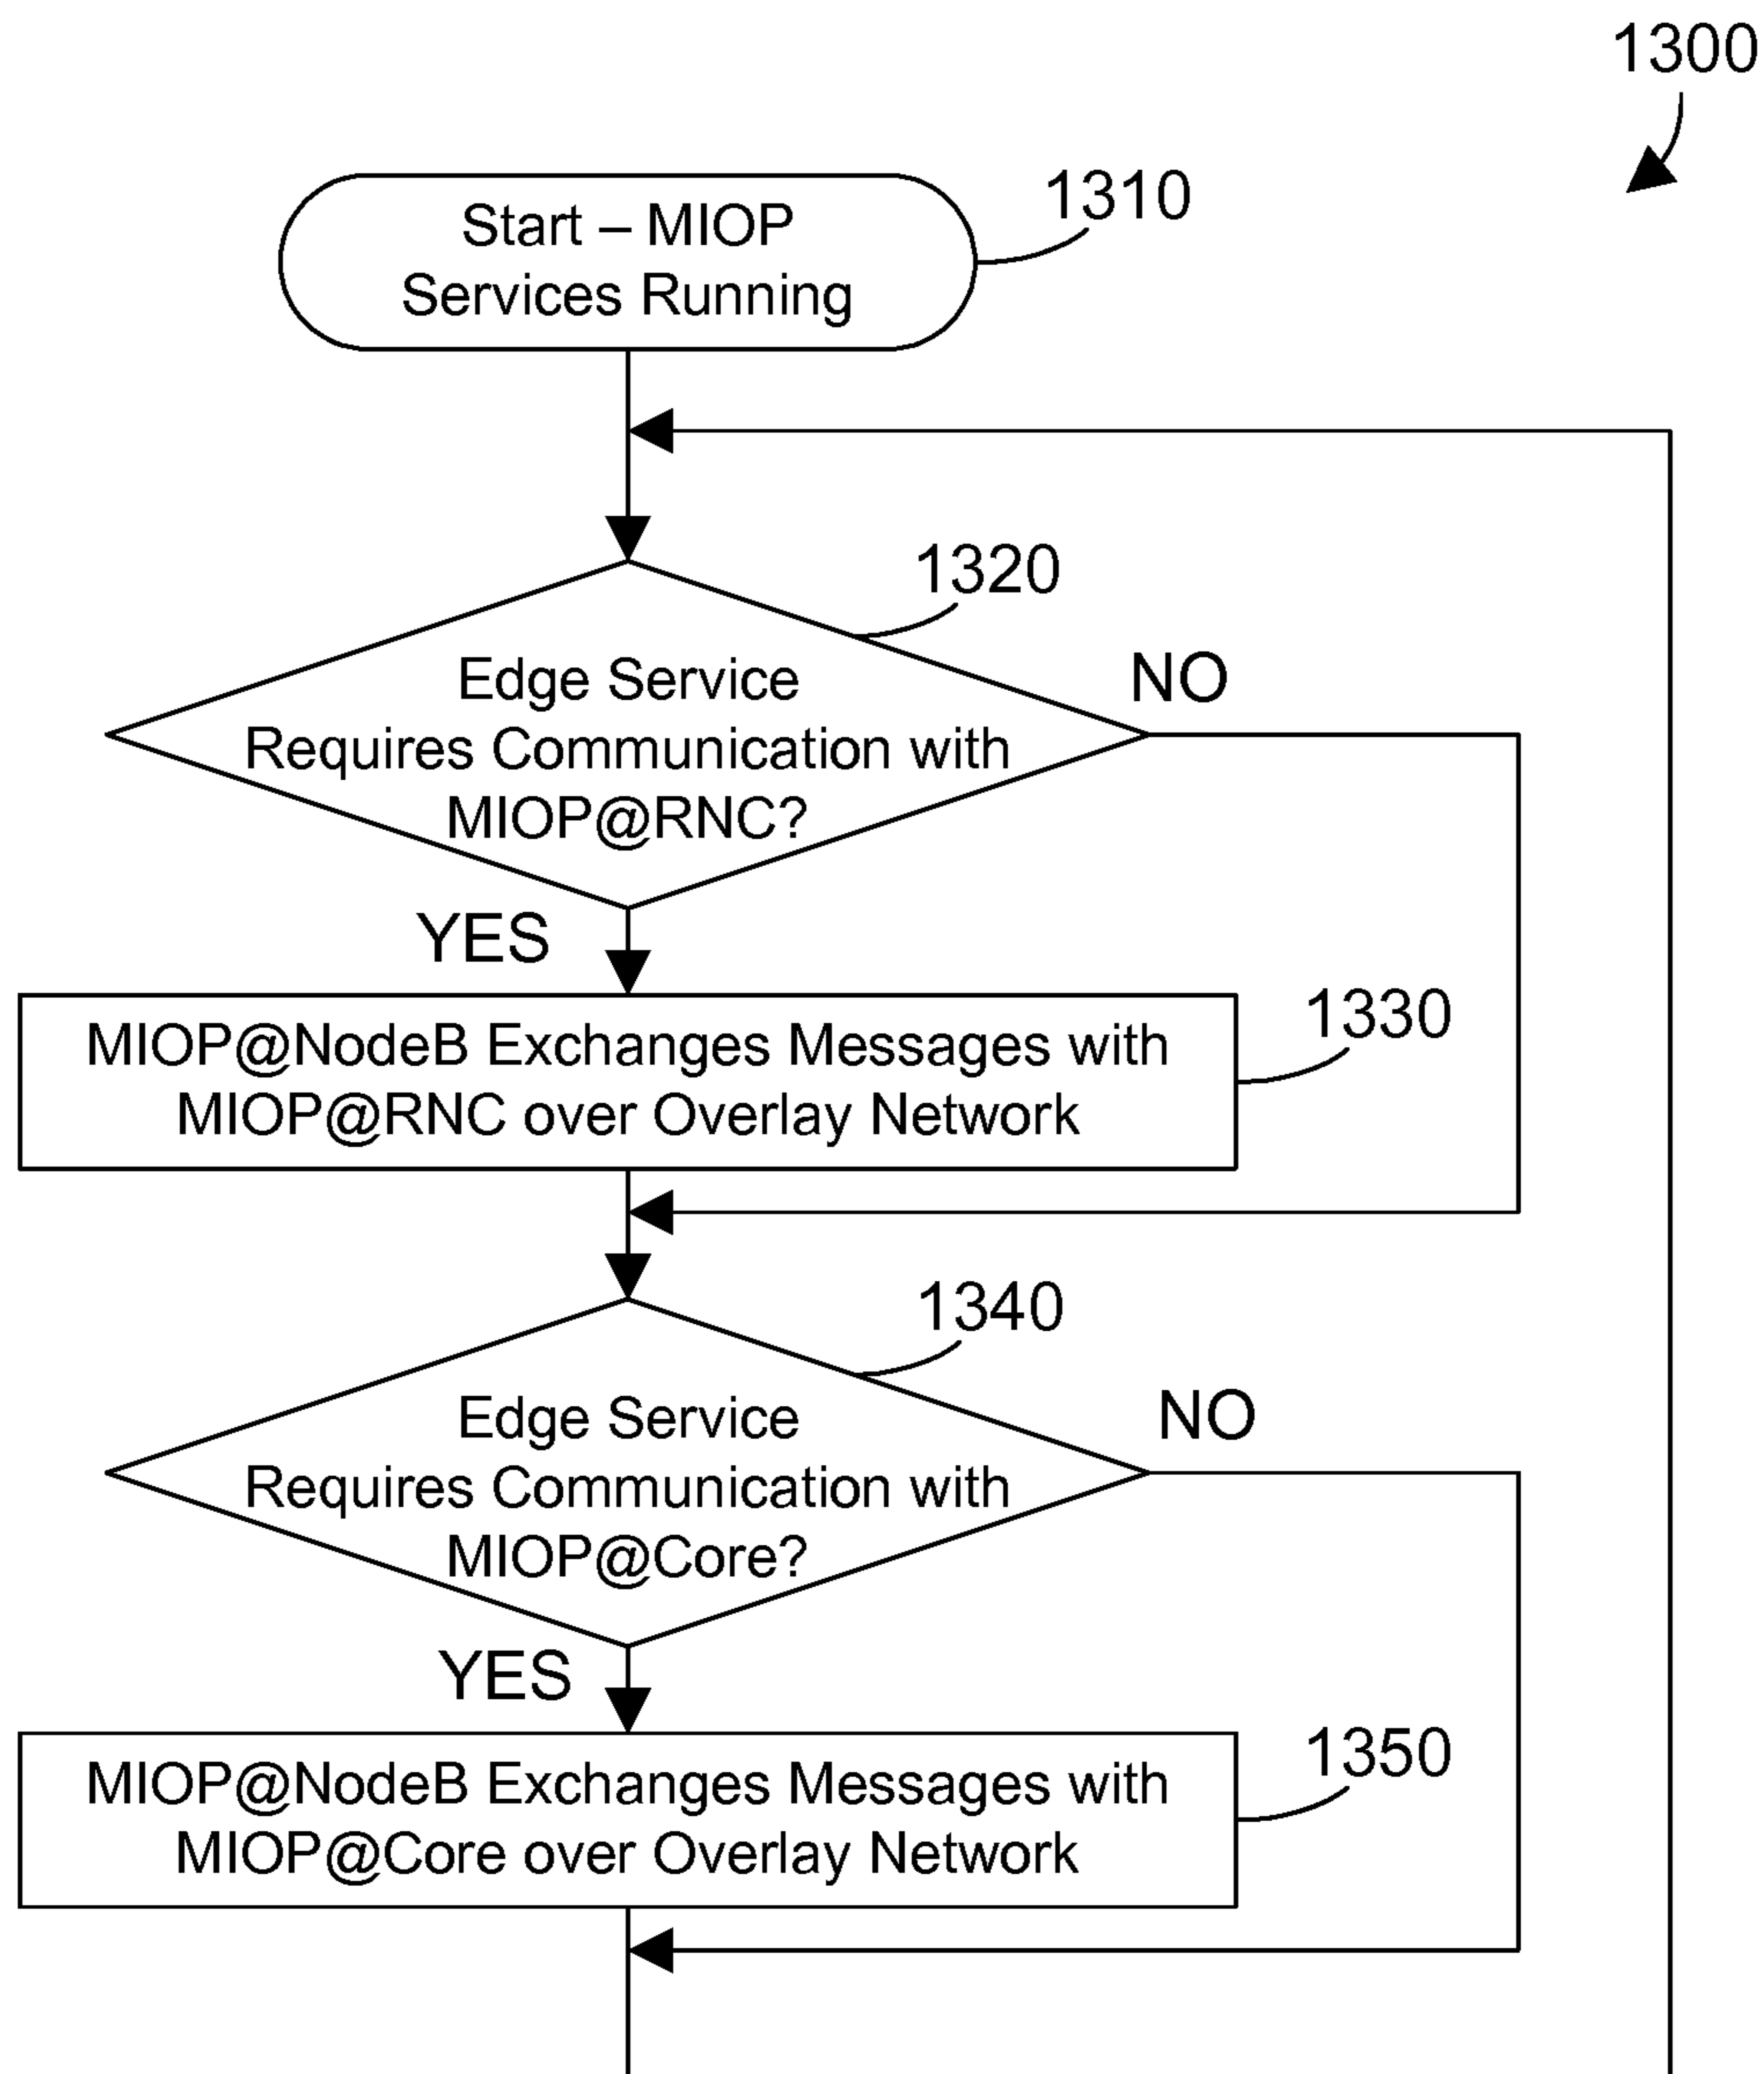 1300
1310
Start – MIOP
Services Running
1320
Edge Service
Requires Communication with
MIOP@RNC?
NO
YES
1330
MIOP@NodeB Exchanges Messages with
MIOP@RNC over Overlay Network
1340
Edge Service
Requires Communication with
MIOP@Core?
NO
YES
1350
MIOP@NodeB Exchanges Messages with
MIOP@Core over Overlay Network